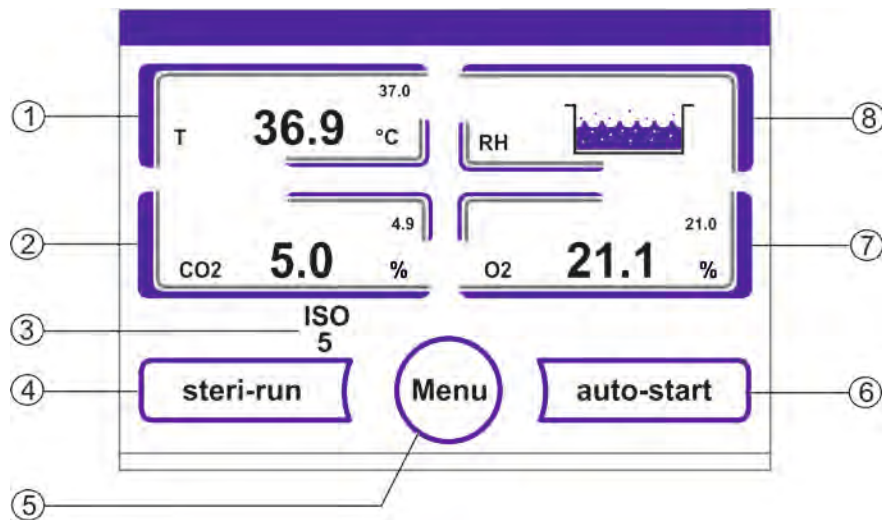 37.0
T 36.9 °C
RH
4.9
CO2 5.0 %
21.0
O2 21.1 %
ISO
5
steri-run
Menu
auto-start
1
2
3
4
5
6
7
8